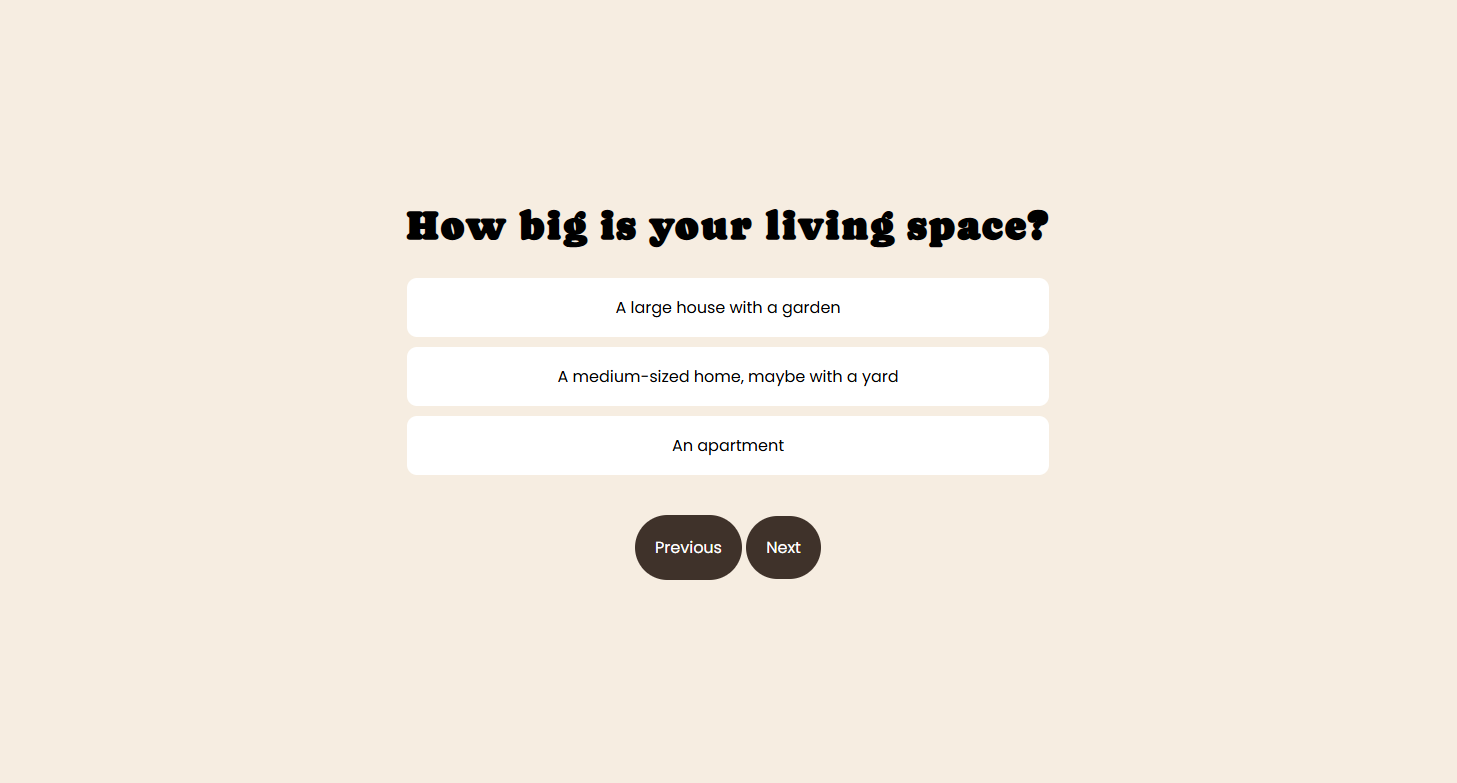 How big is your living space?
A large house with a garden
A medium-sized home, maybe with a yard
An apartment
Previous
Next